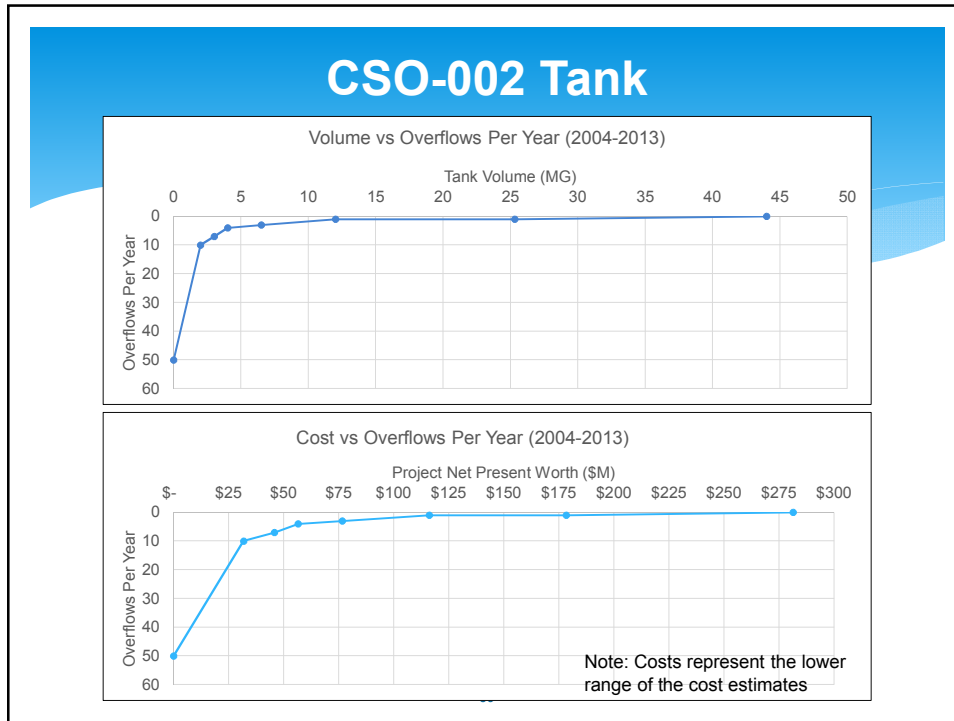 CSO-002 Tank
Volume vs Overflows Per Year (2004-2013)
Tank Volume (MG)
0 5 10 15 20 25 30 35 40 45 50
0
10
20
30
40
50
60
Overflows Per Year
Cost vs Overflows Per Year (2004-2013)
Project Net Present Worth ($M)
$- $25 $50 $75 $100 $125 $150 $175 $200 $225 $250 $275 $300
0
10
20
30
40
50
60
Overflows Per Year
Note: Costs represent the lower
range of the cost estimates